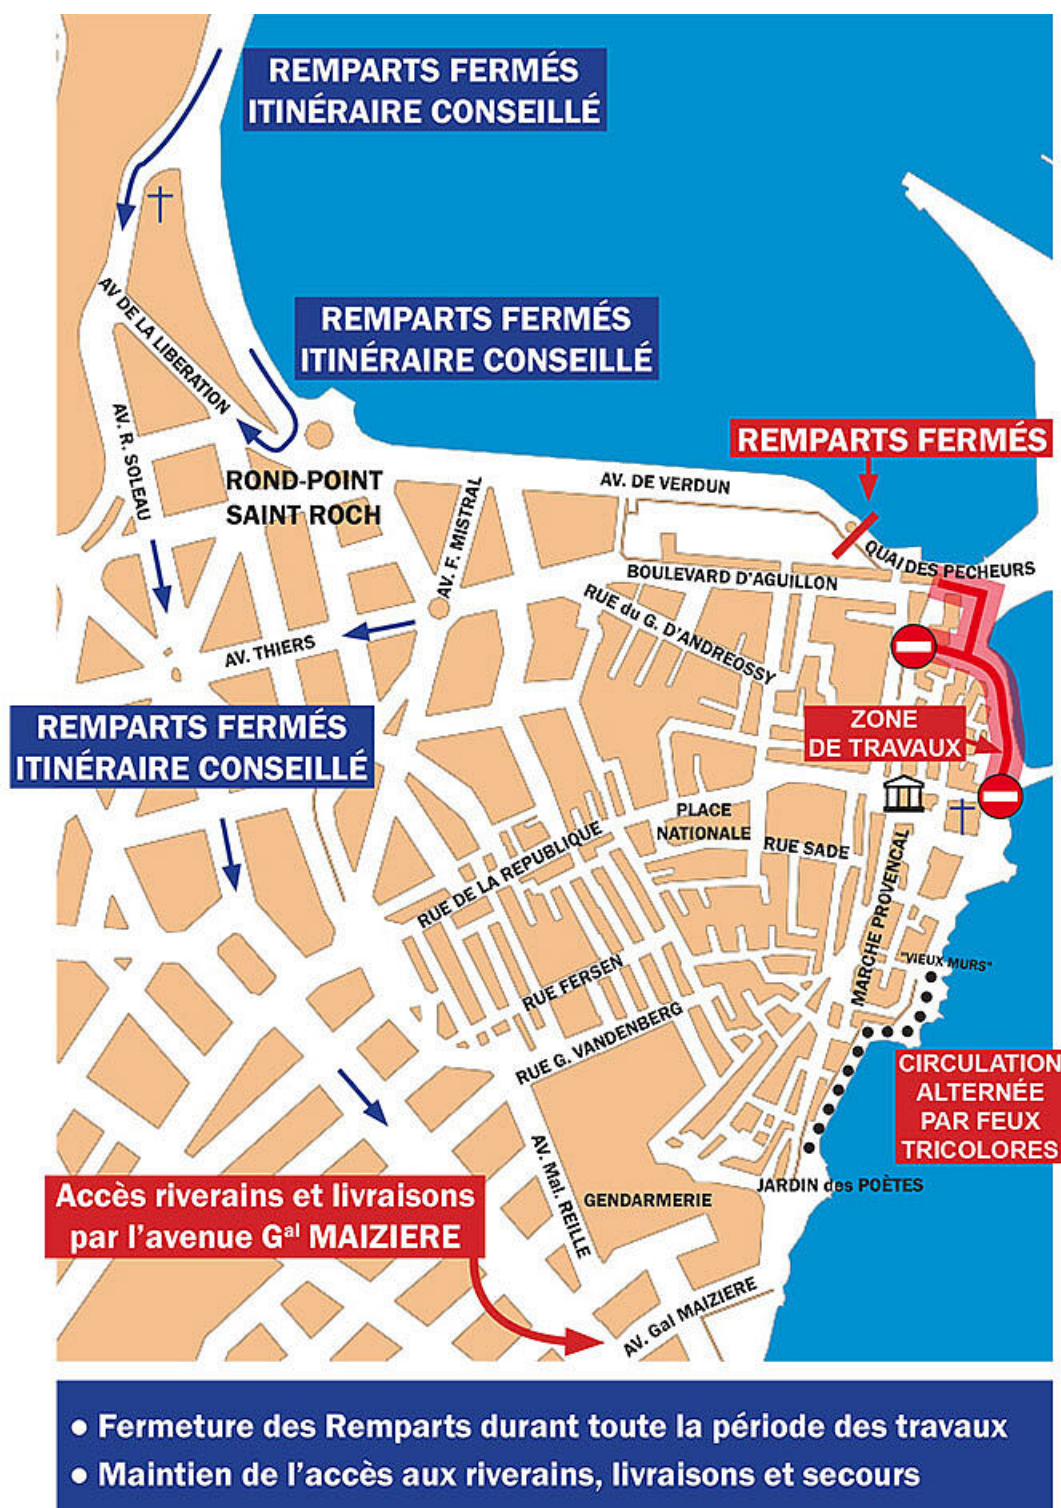 REMPARTS FERMÉS
ITINÉRAIRE CONSEILLÉ
AV DE LA LIBERATION
REMPARTS FERMÉS
ITINÉRAIRE CONSEILLÉ
AV. R. SOLEAU
REMPARTS FERMÉS
ROND-POINT
SAINT ROCH
AV. F. MISTRAL
AV. DE VERDUN
QUAI DES PECHEURS
BOULEVARD D'AGUILLON
RUE du G. D'ANDREOSSY
AV. THIERS
REMPARTS FERMÉS
ITINÉRAIRE CONSEILLÉ
ZONE
DE TRAVAUX
PLACE
NATIONALE
RUE SADE
RUE DE LA REPUBLIQUE
MARCHE PROVENCAL
"VIEUX MURS"
RUE FERSEN
RUE G. VANDENBERG
CIRCULATION
ALTERNÉE
PAR FEUX
TRICOLORES
AV. Mal. REILLE
JARDIN des POÈTES
GENDARMERIE
Accès riverains et livraisons
par l'avenue Gal MAIZIERE
AV. Gal MAIZIERE
● Fermeture des Remparts durant toute la période des travaux
● Maintien de l'accès aux riverains, livraisons et secours